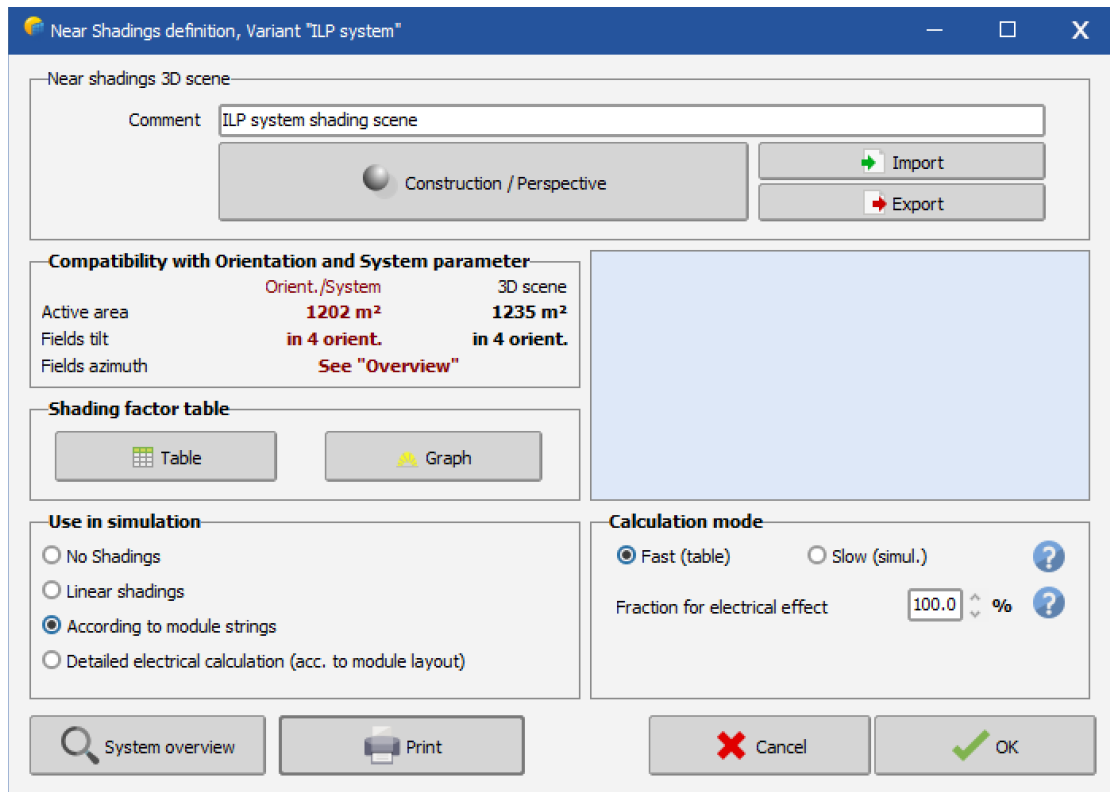 Near Shadings definition, Variant "ILP system"
Near shadings 3D scene
Comment ILP system shading scene
Construction / Perspective
Import
Export
Compatibility with Orientation and System parameter
Orient./System 3D scene
Active area 1202 m² 1235 m²
Fields tilt in 4 orient. in 4 orient.
Fields azimuth See "Overview"
Shading factor table
Table Graph
Use in simulation
No Shadings
Linear shadings
According to module strings
Detailed electrical calculation (acc. to module layout)
Calculation mode
Fast (table) Slow (simul.) ?
Fraction for electrical effect 100.0 % ?
System overview Print Cancel OK